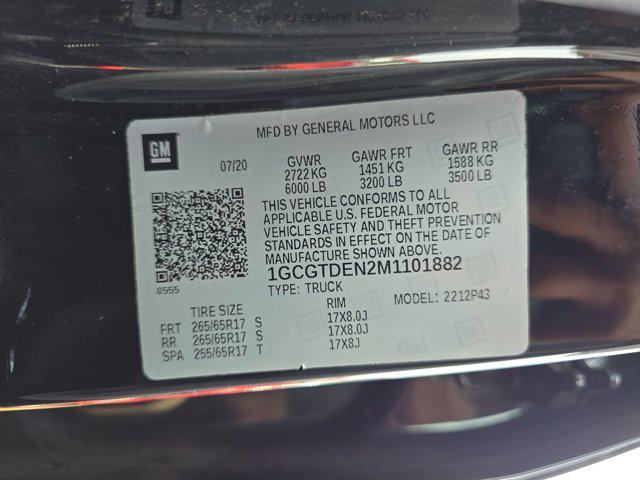 MFD BY GENERAL MOTORS LLC
GM
07/20 GVWR GAWR FRT GAWR RR
2722 KG 1451 KG 1588 KG
6000 LB 3200 LB 3500 LB
THIS VEHICLE CONFORMS TO ALL
APPLICABLE U.S. FEDERAL MOTOR
VEHICLE SAFETY AND THEFT PREVENTION
STANDARDS IN EFFECT ON THE DATE OF
MANUFACTURE SHOWN ABOVE.
1GCGTDEN2M1101882
8555 TYPE: TRUCK MODEL: 2212P43
TIRE SIZE RIM
FRT 265/65R17 S 17X8.0J
RR 265/65R17 S 17X8.0J
SPA 255/65R17 T 17X8J